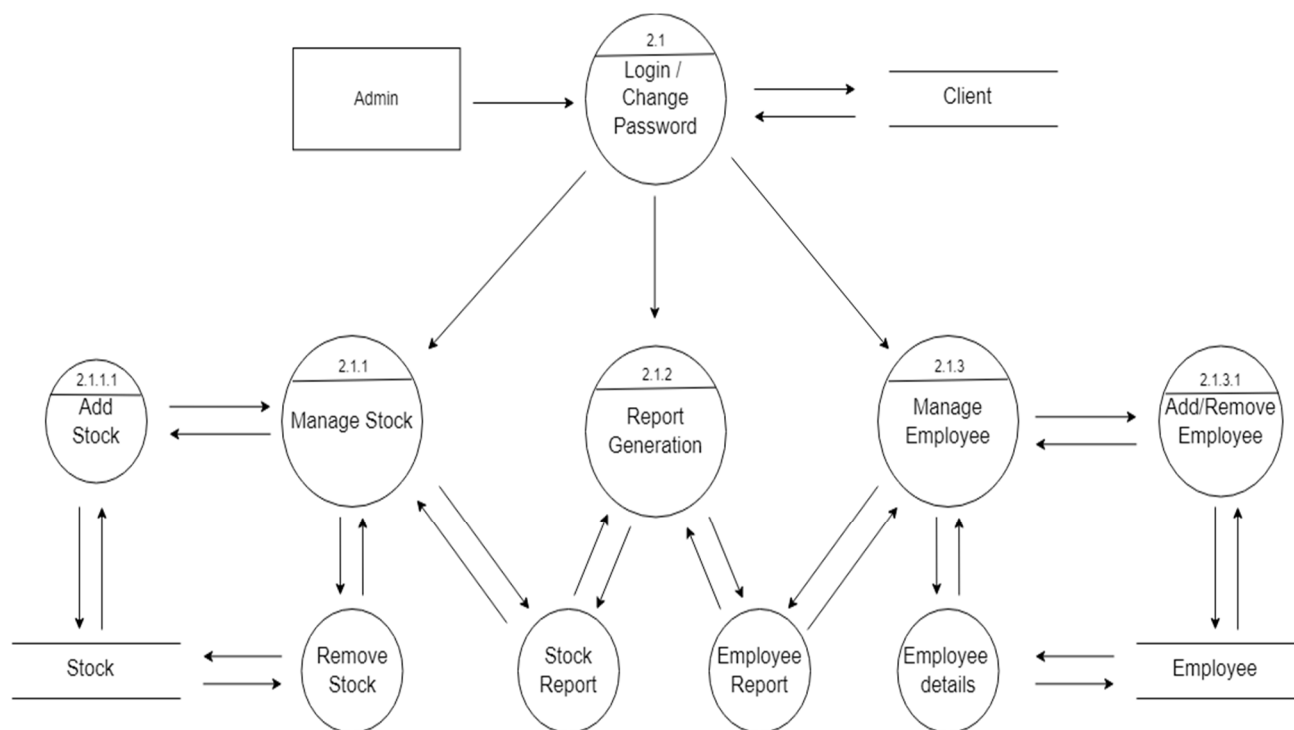 2.1
Login /
Change
Password
Admin
Client
2.1.1.1
Add
Stock
2.1.1
Manage Stock
2.1.2
Report
Generation
2.1.3
Manage
Employee
2.1.3.1
Add/Remove
Employee
Stock
Remove
Stock
Stock
Report
Employee
Report
Employee
details
Employee